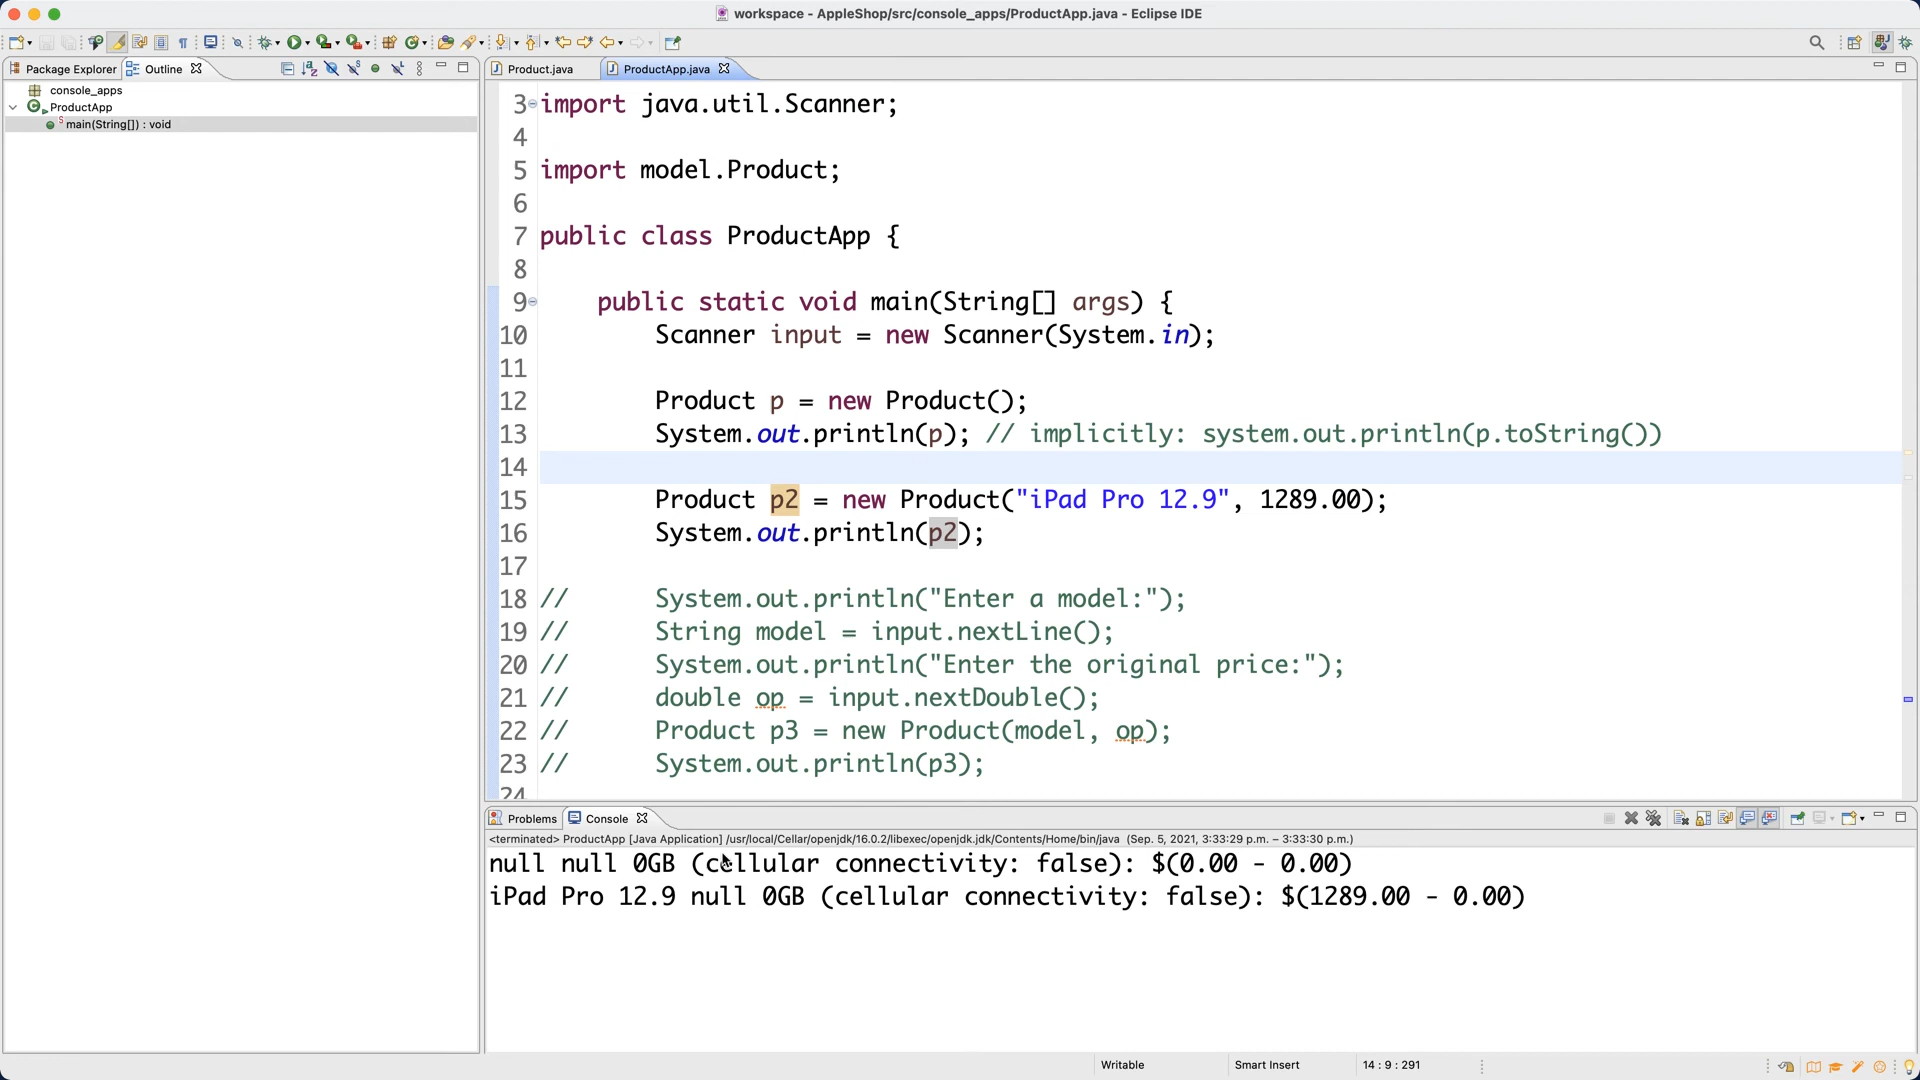 workspace - AppleShop/src/console_apps/ProductApp.java - Eclipse IDE
Package Explorer Outline
Product.java ProductApp.java
console_apps
ProductApp
main(String[]) : void
3 import java.util.Scanner;
4
5 import model.Product;
6
7 public class ProductApp {
8
9 public static void main(String[] args) {
10 Scanner input = new Scanner(System.in);
11
12 Product p = new Product();
13 System.out.println(p); // implicitly: system.out.println(p.toString())
14
15 Product p2 = new Product("iPad Pro 12.9", 1289.00);
16 System.out.println(p2);
17
18 // System.out.println("Enter a model:");
19 // String model = input.nextLine();
20 // System.out.println("Enter the original price:");
21 // double op = input.nextDouble();
22 // Product p3 = new Product(model, op);
23 // System.out.println(p3);
24
Problems Console
<terminated> ProductApp [Java Application] /usr/local/Cellar/openjdk/16.0.2/libexec/openjdk.jdk/Contents/Home/bin/java (Sep. 5, 2021, 3:33:29 p.m. – 3:33:30 p.m.)
null null 0GB (cellular connectivity: false): $(0.00 - 0.00)
iPad Pro 12.9 null 0GB (cellular connectivity: false): $(1289.00 - 0.00)
Writable Smart Insert 14 : 9 : 291